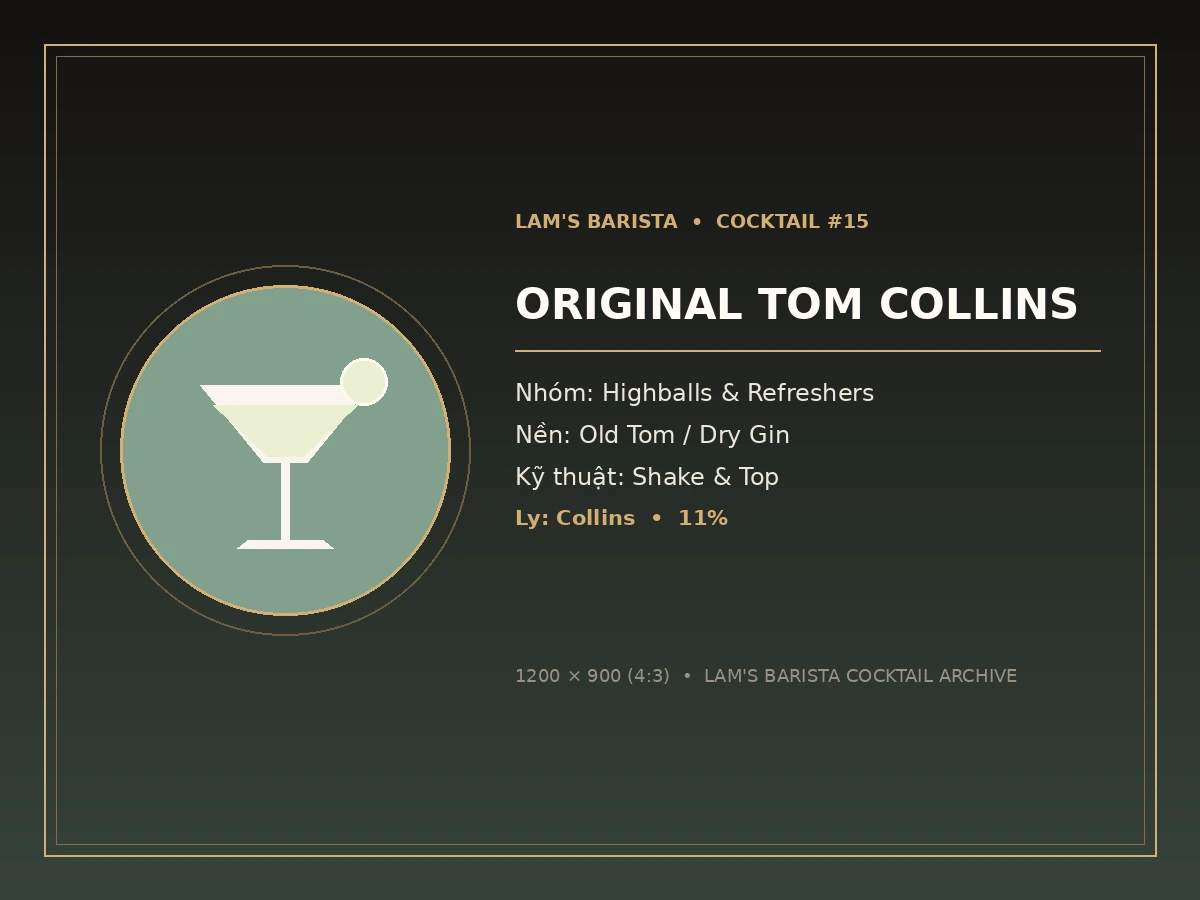 LAM'S BARISTA • COCKTAIL #15
ORIGINAL TOM COLLINS
Nhóm: Highballs & Refreshers
Nền: Old Tom / Dry Gin
Kỹ thuật: Shake & Top
Ly: Collins • 11%
1200 × 900 (4:3) • LAM'S BARISTA COCKTAIL ARCHIVE